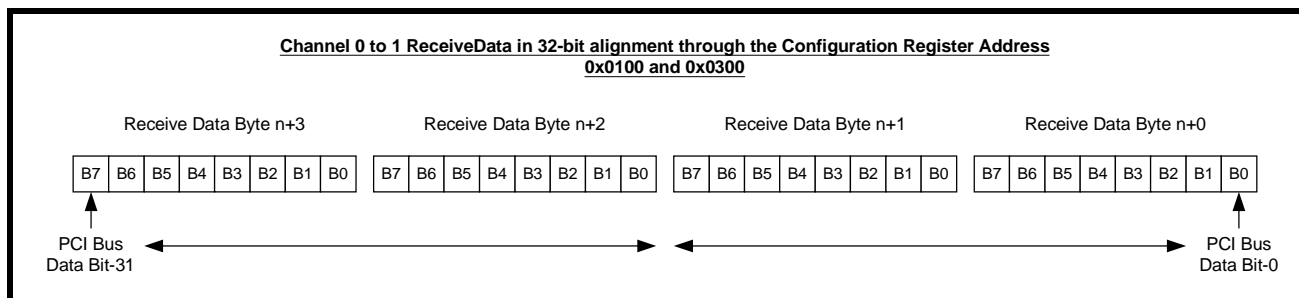 Channel 0 to 1 ReceiveData in 32-bit alignment through the Configuration Register Address
0x0100 and 0x0300
Receive Data Byte n+3 Receive Data Byte n+2 Receive Data Byte n+1 Receive Data Byte n+0
B7 B6 B5 B4 B3 B2 B1 B0 B7 B6 B5 B4 B3 B2 B1 B0 B7 B6 B5 B4 B3 B2 B1 B0 B7 B6 B5 B4 B3 B2 B1 B0
PCI Bus
Data Bit-31
PCI Bus
Data Bit-0